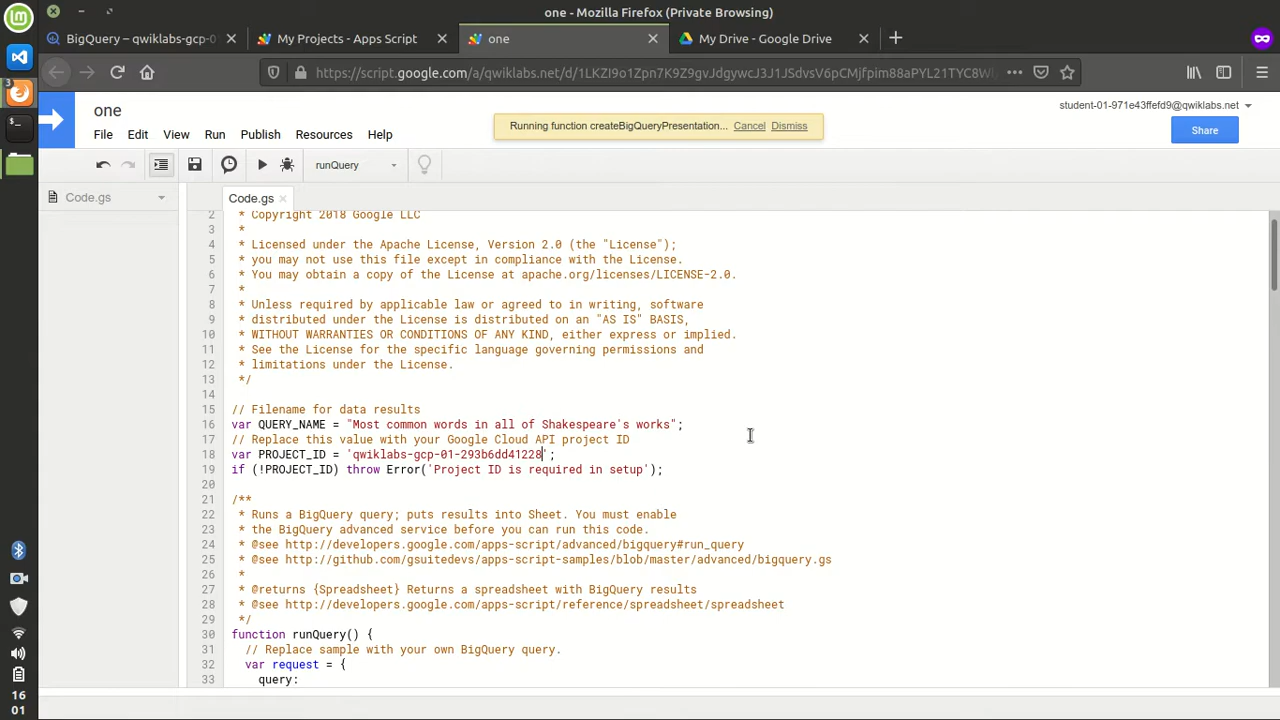 one - Mozilla Firefox (Private Browsing)
BigQuery – qwiklabs-gcp-0
My Projects - Apps Script
one
My Drive - Google Drive
https://script.google.com/a/qwiklabs.net/d/1LKZI9o1Zpn7K9Z9gvJdgywcJ3J1JSdvsV6pCMjfpim88aPYL21TYC8W
one
student-01-971e43ffefd9@qwiklabs.net
File Edit View Run Publish Resources Help
Running function createBigQueryPresentation... Cancel Dismiss
Share
runQuery
Code.gs
Code.gs
2 * Copyright 2018 Google LLC
3 *
4 * Licensed under the Apache License, Version 2.0 (the "License");
5 * you may not use this file except in compliance with the License.
6 * You may obtain a copy of the License at apache.org/licenses/LICENSE-2.0.
7 *
8 * Unless required by applicable law or agreed to in writing, software
9 * distributed under the License is distributed on an "AS IS" BASIS,
10 * WITHOUT WARRANTIES OR CONDITIONS OF ANY KIND, either express or implied.
11 * See the License for the specific language governing permissions and
12 * limitations under the License.
13 */
14
15 // Filename for data results
16 var QUERY_NAME = "Most common words in all of Shakespeare's works";
17 // Replace this value with your Google Cloud API project ID
18 var PROJECT_ID = 'qwiklabs-gcp-01-293b6dd41228';
19 if (!PROJECT_ID) throw Error('Project ID is required in setup');
20
21 /**
22 * Runs a BigQuery query; puts results into Sheet. You must enable
23 * the BigQuery advanced service before you can run this code.
24 * @see http://developers.google.com/apps-script/advanced/bigquery#run_query
25 * @see http://github.com/gsuitedevs/apps-script-samples/blob/master/advanced/bigquery.gs
26 *
27 * @returns {Spreadsheet} Returns a spreadsheet with BigQuery results
28 * @see http://developers.google.com/apps-script/reference/spreadsheet/spreadsheet
29 */
30 function runQuery() {
31 // Replace sample with your own BigQuery query.
32 var request = {
33 query:
3
16
01